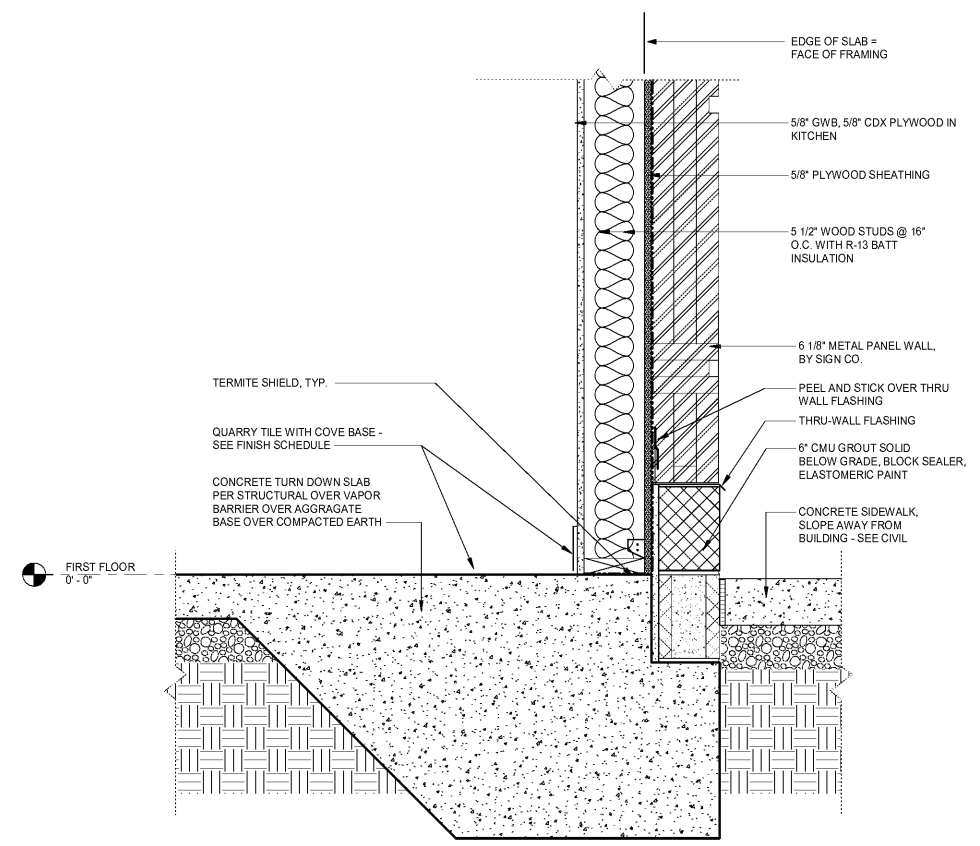 EDGE OF SLAB =
FACE OF FRAMING
5/8" GWB, 5/8" CDX PLYWOOD IN
KITCHEN
5/8" PLYWOOD SHEATHING
5 1/2" WOOD STUDS @ 16"
O.C. WITH R-13 BATT
INSULATION
6 1/8" METAL PANEL WALL,
BY SIGN CO.
PEEL AND STICK OVER THRU
WALL FLASHING
THRU-WALL FLASHING
6" CMU GROUT SOLID
BELOW GRADE, BLOCK SEALER,
ELASTOMERIC PAINT
CONCRETE SIDEWALK,
SLOPE AWAY FROM
BUILDING - SEE CIVIL
TERMITE SHIELD, TYP.
QUARRY TILE WITH COVE BASE -
SEE FINISH SCHEDULE
CONCRETE TURN DOWN SLAB
PER STRUCTURAL OVER VAPOR
BARRIER OVER AGGRAGATE
BASE OVER COMPACTED EARTH
FIRST FLOOR
0' - 0"